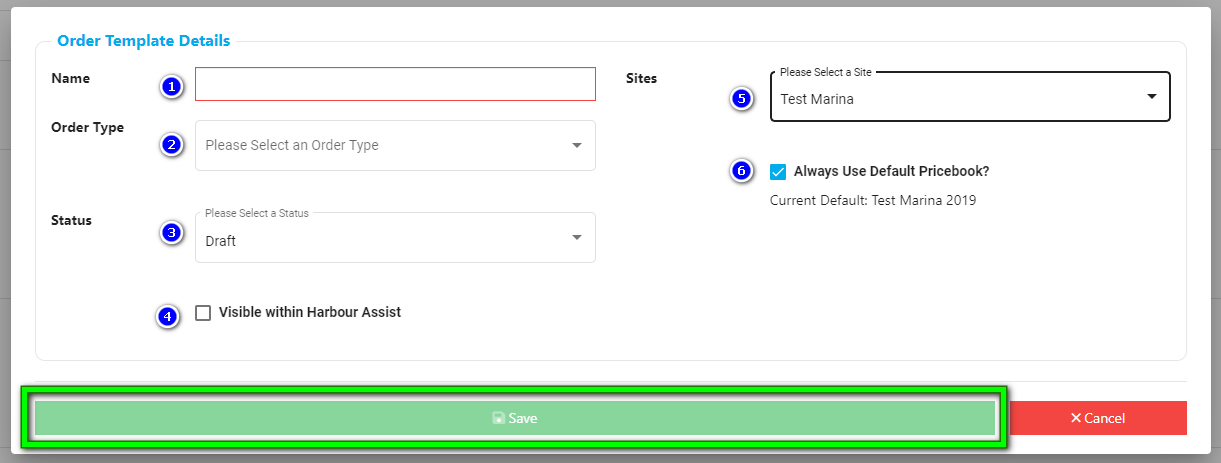 Order Template Details
Name
1
Sites
Please Select a Site
5
Test Marina
Order Type
2
Please Select an Order Type
6
Always Use Default Pricebook?
Current Default: Test Marina 2019
Status
Please Select a Status
3
Draft
4
Visible within Harbour Assist
Save
Cancel